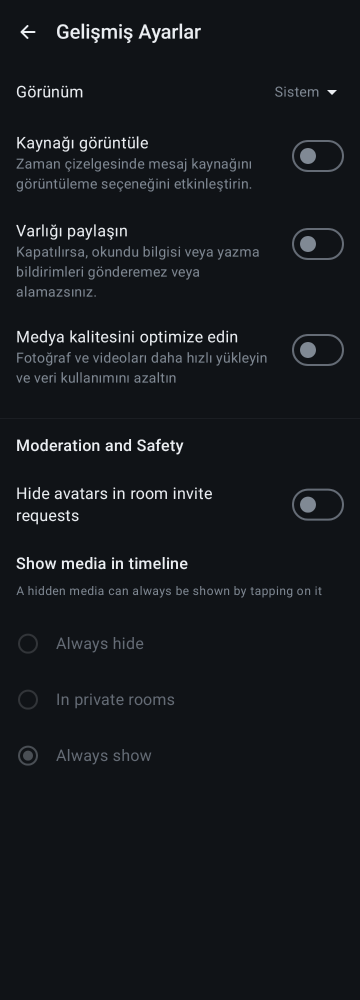 Gelişmiş Ayarlar
Görünüm
Sistem
Kaynağı görüntüle
Zaman çizelgesinde mesaj kaynağını
görüntüleme seçeneğini etkinleştirin.
Varlığı paylaşın
Kapatılırsa, okundu bilgisi veya yazma
bildirimleri gönderemez veya
alamazsınız.
Medya kalitesini optimize edin
Fotoğraf ve videoları daha hızlı yükleyin
ve veri kullanımını azaltın
Moderation and Safety
Hide avatars in room invite
requests
Show media in timeline
A hidden media can always be shown by tapping on it
Always hide
In private rooms
Always show